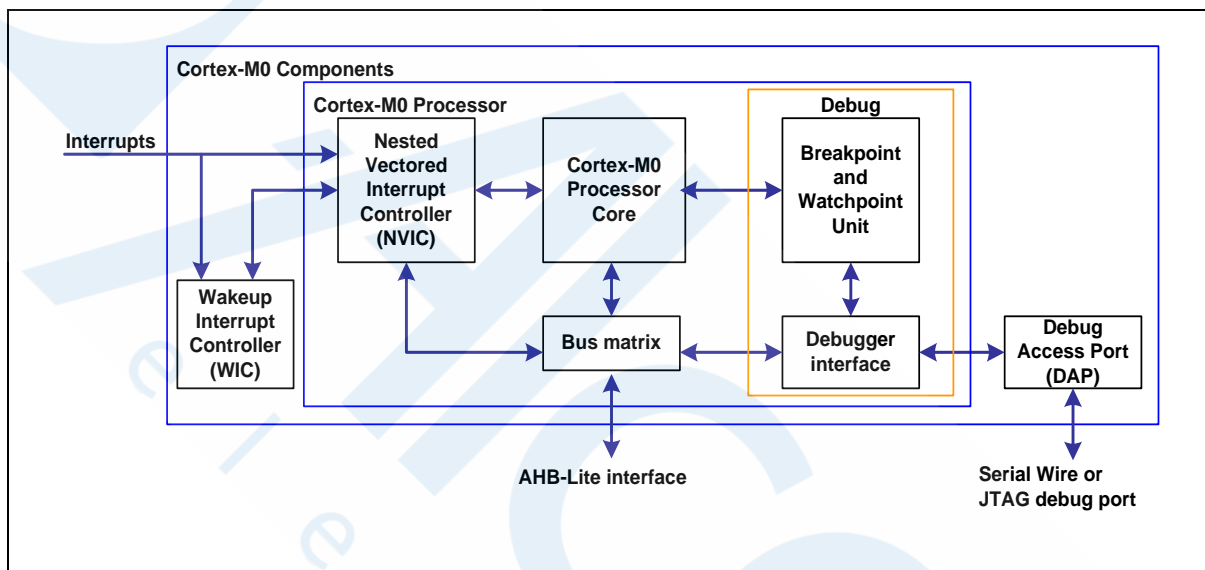 Cortex-M0 Components
Cortex-M0 Processor
Debug
Interrupts
Nested
Vectored
Interrupt
Controller
(NVIC)
Cortex-M0
Processor
Core
Breakpoint
and
Watchpoint
Unit
Wakeup
Interrupt
Controller
(WIC)
Bus matrix
Debugger
interface
Debug
Access Port
(DAP)
AHB-Lite interface
Serial Wire or
JTAG debug port